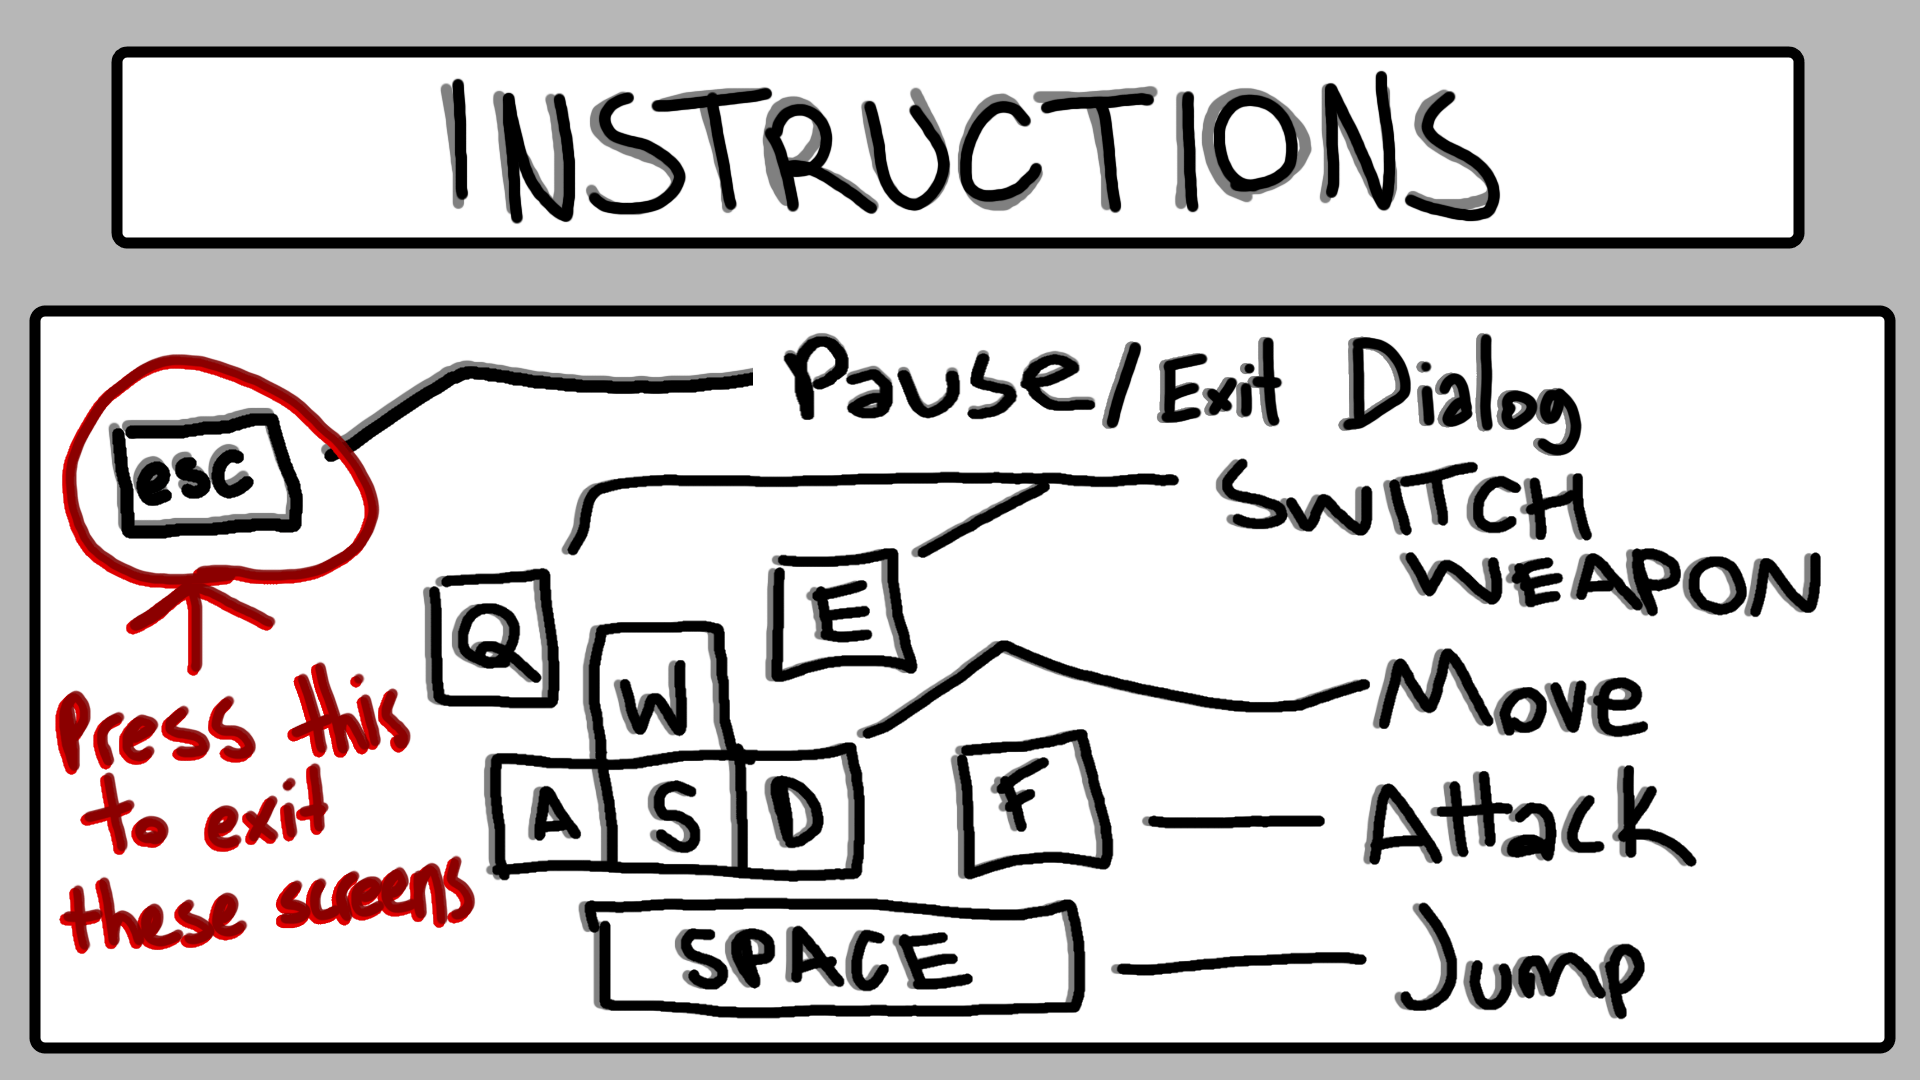 INSTRUCTIONS
esc
Pause/Exit Dialog
SWITCH
WEAPON
Q
E
W
Move
A S D
F
Attack
SPACE
Jump
Press this
to exit
these screens